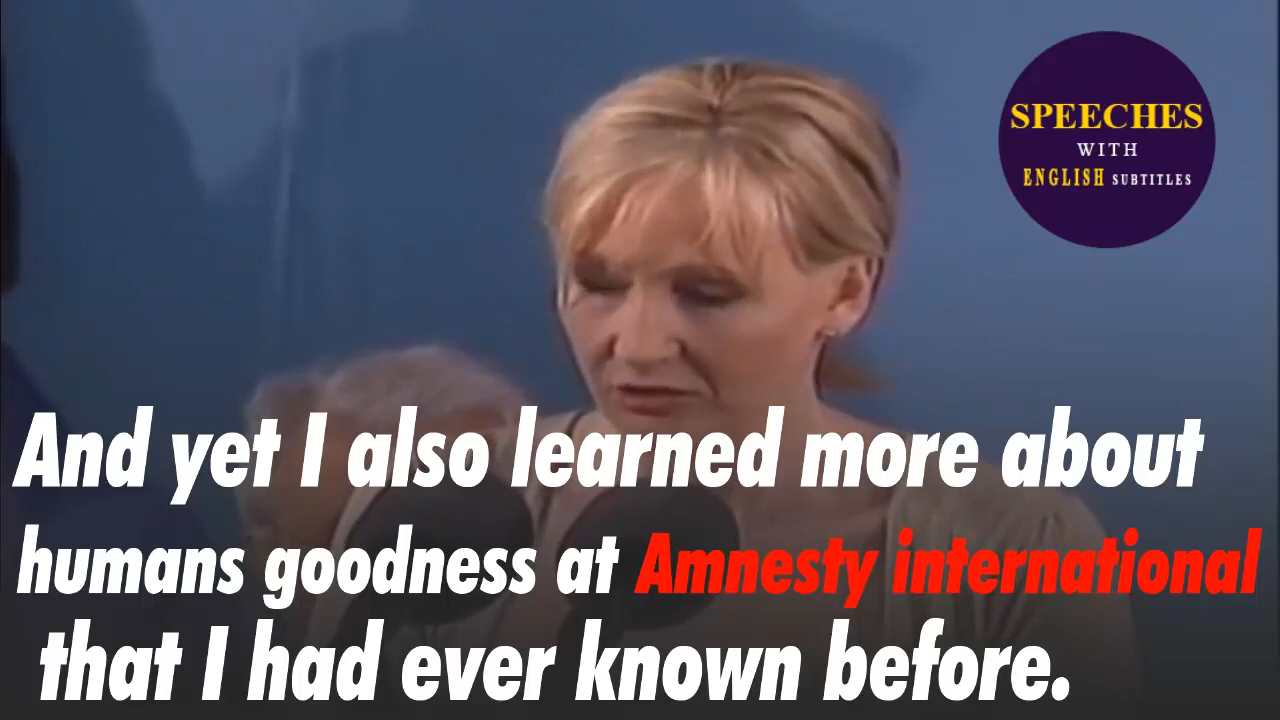 SPEECHES
WITH
ENGLISH SUBTITLES
And yet I also learned more about
humans goodness at Amnesty international
that I had ever known before.